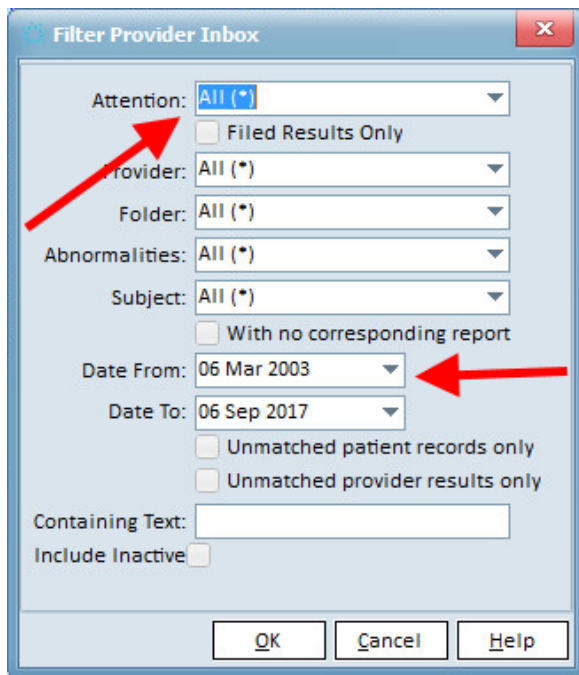 Filter Provider Inbox
Attention: All (*)
Filed Results Only
Provider: All (*)
Folder: All (*)
Abnormalities: All (*)
Subject: All (*)
With no corresponding report
Date From: 06 Mar 2003
Date To: 06 Sep 2017
Unmatched patient records only
Unmatched provider results only
Containing Text:
Include Inactive
OK Cancel Help